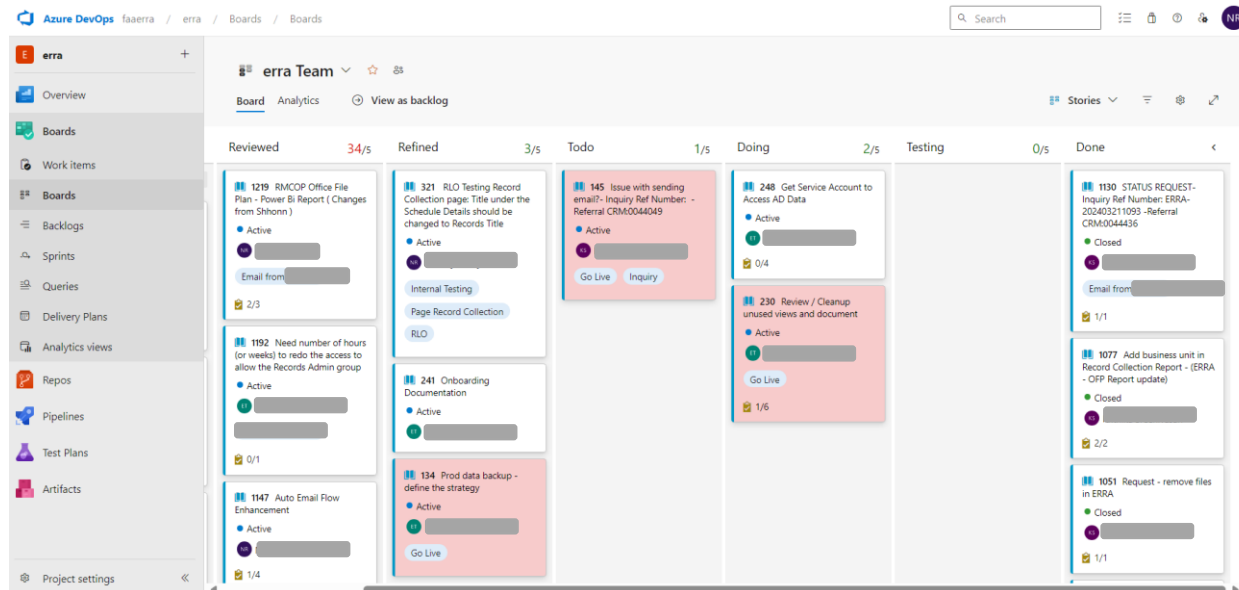 Azure DevOps faaerra / erra / Boards / Boards
Search
NR
E erra +
Overview
Boards
Work items
Boards
Backlogs
Sprints
Queries
Delivery Plans
Analytics views
Repos
Pipelines
Test Plans
Artifacts
Project settings
erra Team
Board Analytics View as backlog
Stories
Reviewed 34/5
1219 RMCOP Office File
Plan - Power Bi Report ( Changes
from Shhonn )
Active
NR
Email from
2/3
1192 Need number of hours
(or weeks) to redo the access to
allow the Records Admin group
Active
ET
0/1
1147 Auto Email Flow
Enhancement
Active
NR
1/4
Refined 3/5
321 RLO Testing Record
Collection page: Title under the
Schedule Details should be
changed to Records Title
Active
NR
Internal Testing
Page Record Collection
RLO
241 Onboarding
Documentation
Active
ET
134 Prod data backup -
define the strategy
Active
ET
Go Live
Todo 1/5
145 Issue with sending
email?- Inquiry Ref Number: -
Referral CRM:0044049
Active
KS
Go Live Inquiry
Doing 2/5
248 Get Service Account to
Access AD Data
Active
ET
0/4
230 Review / Cleanup
unused views and document
Active
ET
Go Live
1/6
Testing 0/5
Done
1130 STATUS REQUEST-
Inquiry Ref Number: ERRA-
202403211093 -Referral
CRM:0044436
Closed
KS
Email from
1/1
1077 Add business unit in
Record Collection Report - (ERRA
- OFP Report update)
Closed
KS
2/2
1051 Request - remove files
in ERRA
Closed
KS
1/1